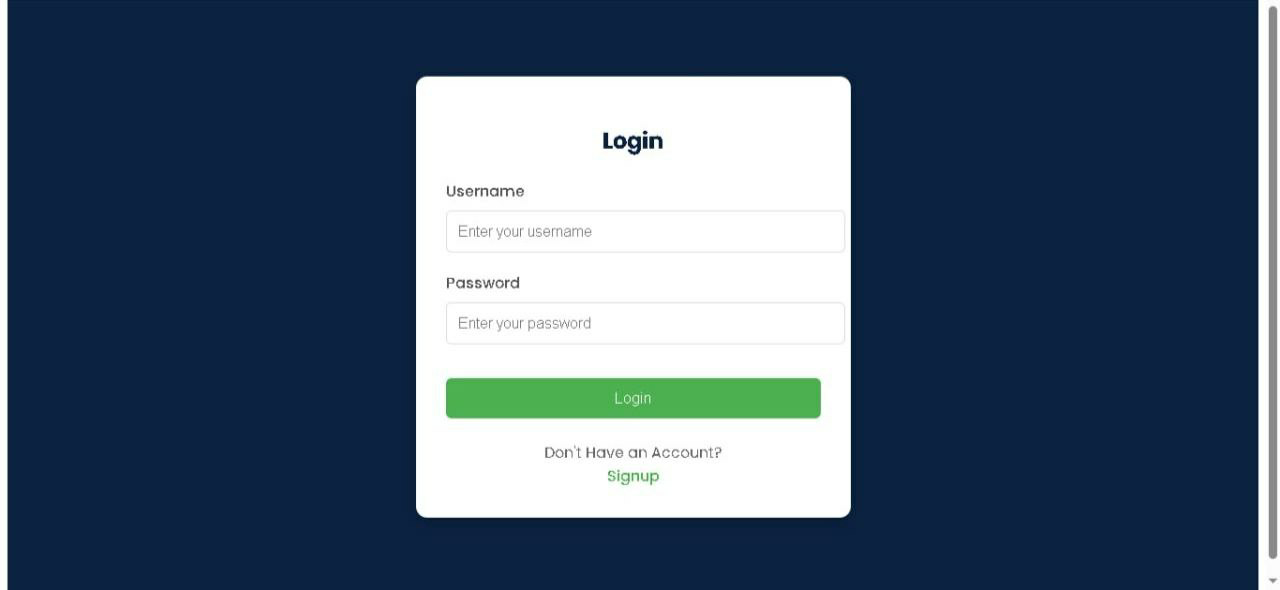 Login
Username
Enter your username
Password
Enter your password
Login
Don't Have an Account?
Signup